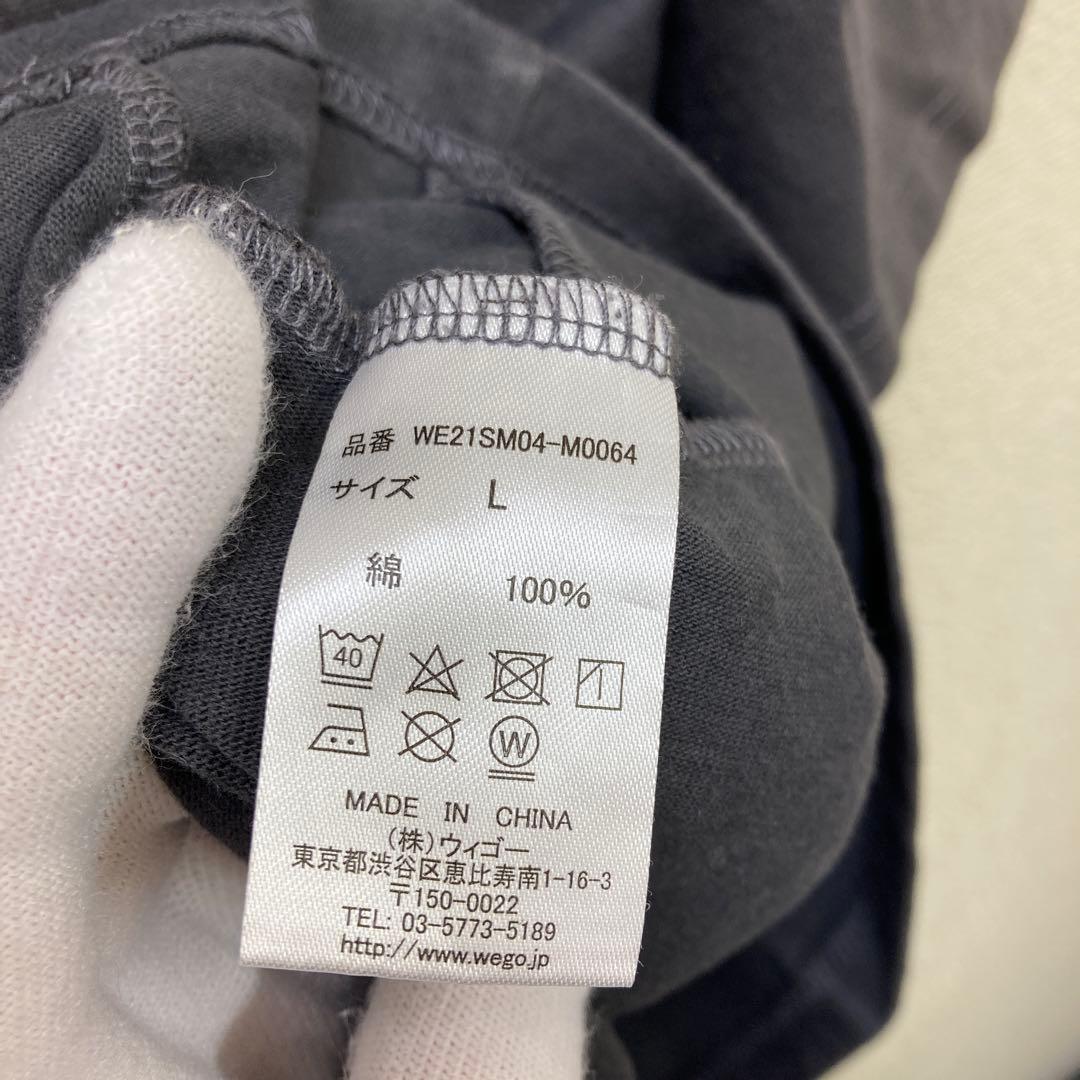 品番 WE21SM04-M0064
サイズ L
綿 100%
40
W
MADE IN CHINA
(株)ウィゴー
東京都渋谷区恵比寿南1-16-3
〒150-0022
TEL: 03-5773-5189
http://www.wego.jp